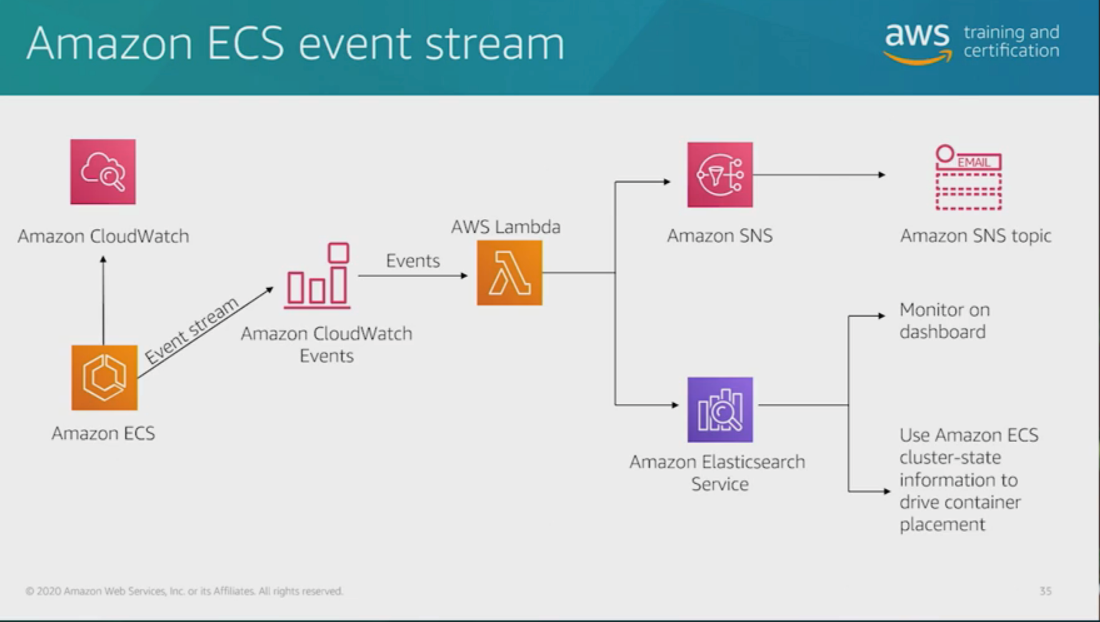 Amazon ECS event stream
aws
training and
certification
Amazon CloudWatch
Event stream
Amazon ECS
Amazon CloudWatch
Events
Events
AWS Lambda
Amazon SNS
EMAIL
Amazon SNS topic
Amazon Elasticsearch
Service
Monitor on
dashboard
Use Amazon ECS
cluster-state
information to
drive container
placement
© 2020 Amazon Web Services, Inc. or its Affiliates. All rights reserved.
35